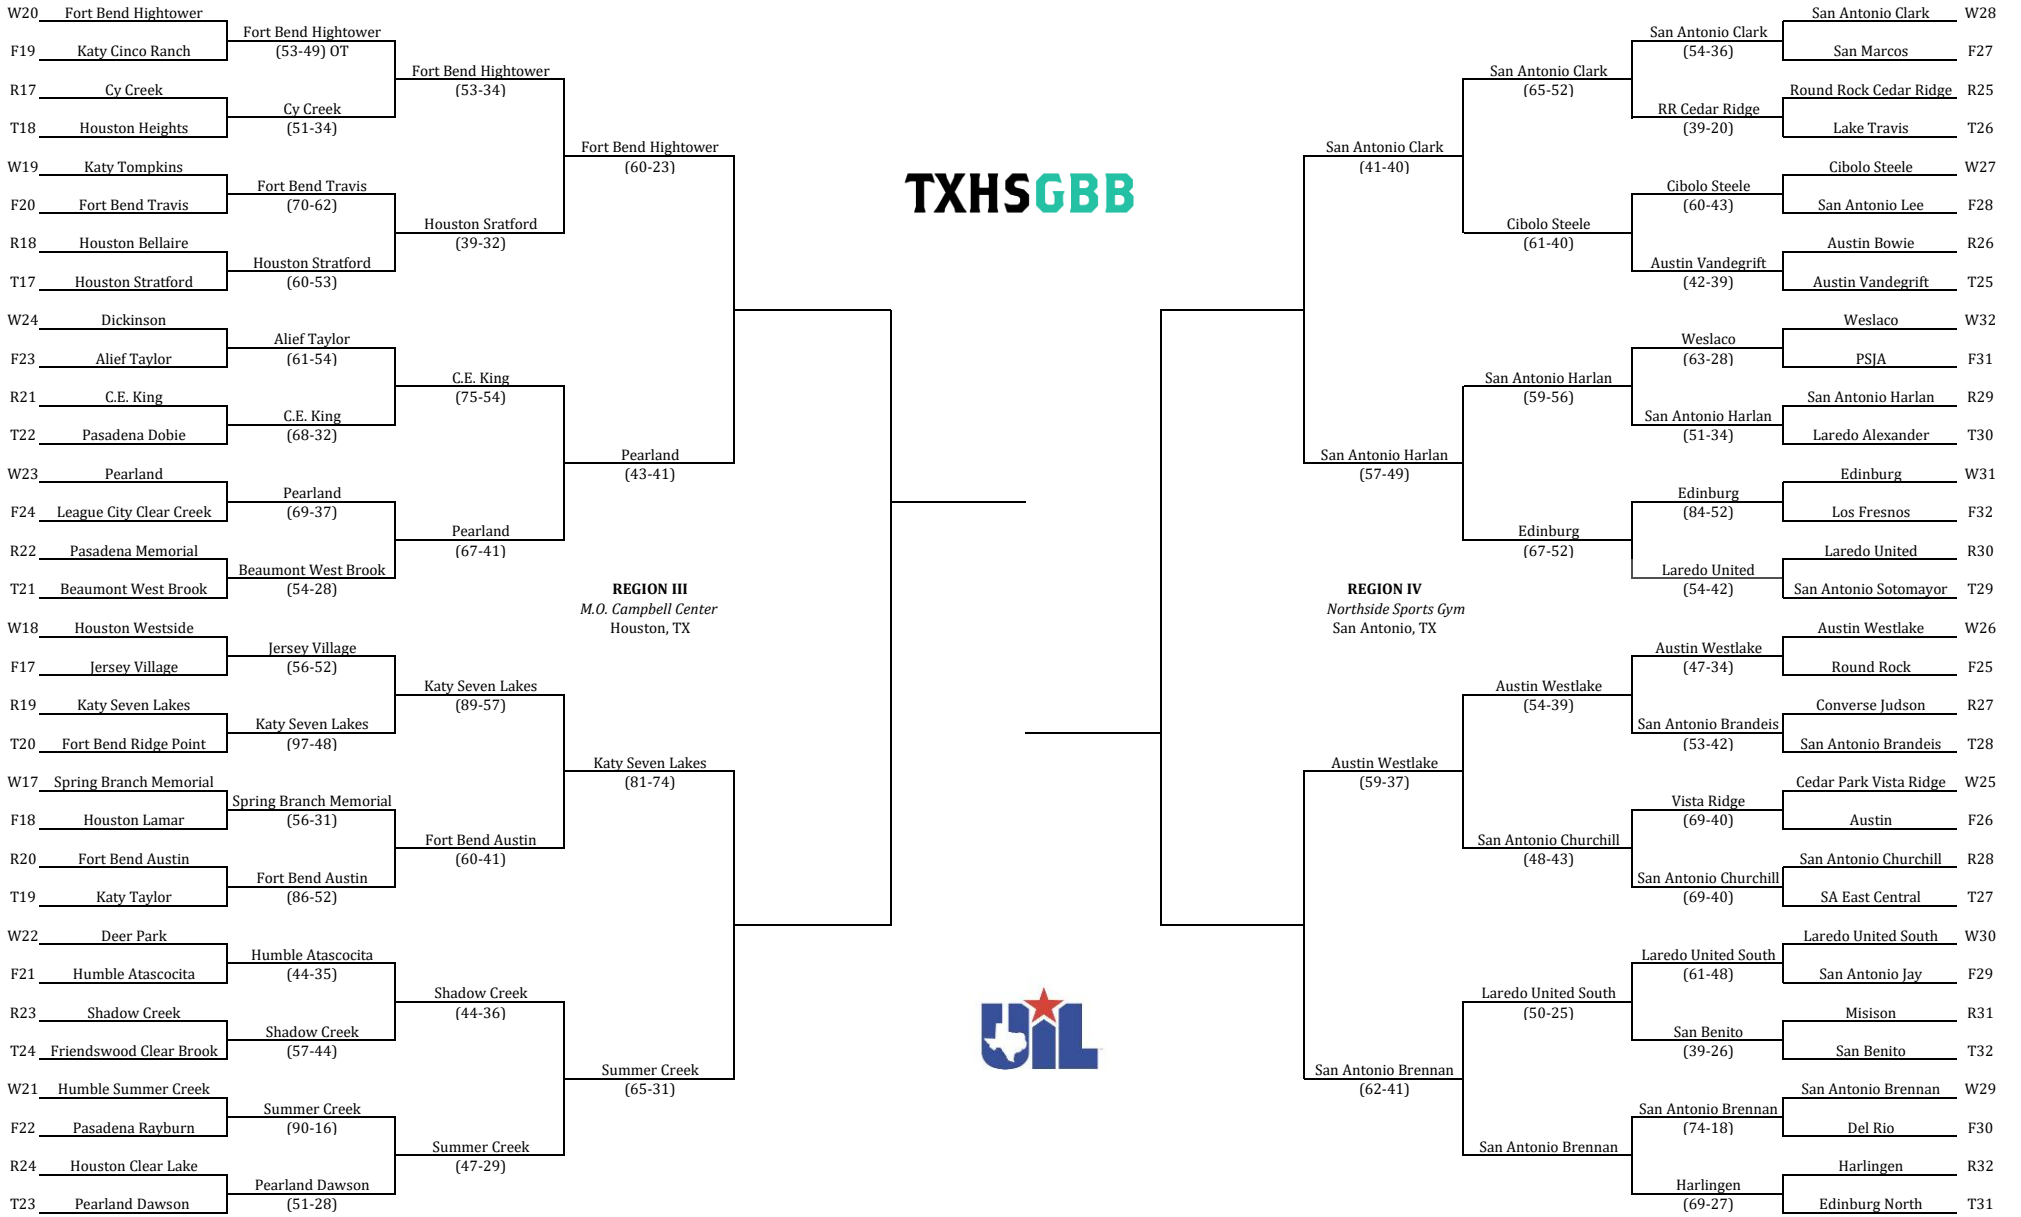 W20 Fort Bend Hightower
Fort Bend Hightower
F19 Katy Cinco Ranch
(53-49) OT
Fort Bend Hightower
R17 Cy Creek
(53-34)
Cy Creek
T18 Houston Heights
(51-34)
Fort Bend Hightower
W19 Katy Tompkins
(60-23)
Fort Bend Travis
F20 Fort Bend Travis
(70-62)
Houston Sratford
R18 Houston Bellaire
(39-32)
Houston Stratford
T17 Houston Stratford
(60-53)
W24 Dickinson
Alief Taylor
F23 Alief Taylor
(61-54)
C.E. King
R21 C.E. King
(75-54)
C.E. King
T22 Pasadena Dobie
(68-32)
Pearland
W23 Pearland
(43-41)
Pearland
F24 League City Clear Creek
(69-37)
Pearland
R22 Pasadena Memorial
(67-41)
Beaumont West Brook
T21 Beaumont West Brook
(54-28)
REGION III
M.O. Campbell Center
Houston, TX
W18 Houston Westside
Jersey Village
F17 Jersey Village
(56-52)
Katy Seven Lakes
R19 Katy Seven Lakes
(89-57)
Katy Seven Lakes
T20 Fort Bend Ridge Point
(97-48)
Katy Seven Lakes
W17 Spring Branch Memorial
(81-74)
Spring Branch Memorial
F18 Houston Lamar
(56-31)
Fort Bend Austin
R20 Fort Bend Austin
(60-41)
Fort Bend Austin
T19 Katy Taylor
(86-52)
W22 Deer Park
Humble Atascocita
F21 Humble Atascocita
(44-35)
Shadow Creek
R23 Shadow Creek
(44-36)
Shadow Creek
T24 Friendswood Clear Brook
(57-44)
Summer Creek
W21 Humble Summer Creek
(65-31)
Summer Creek
F22 Pasadena Rayburn
(90-16)
Summer Creek
R24 Houston Clear Lake
(47-29)
Pearland Dawson
T23 Pearland Dawson
(51-28)
TXHSGBB
UIL
San Antonio Clark W28
San Antonio Clark
San Marcos F27
(54-36)
San Antonio Clark
Round Rock Cedar Ridge R25
(65-52)
RR Cedar Ridge
Lake Travis T26
(39-20)
San Antonio Clark
Cibolo Steele W27
(41-40)
Cibolo Steele
San Antonio Lee F28
(60-43)
Cibolo Steele
Austin Bowie R26
(61-40)
Austin Vandegrift
Austin Vandegrift T25
(42-39)
Weslaco W32
Weslaco
PSJA F31
(63-28)
San Antonio Harlan
San Antonio Harlan R29
(59-56)
San Antonio Harlan
Laredo Alexander T30
(51-34)
San Antonio Harlan
Edinburg W31
(57-49)
Edinburg
Los Fresnos F32
(84-52)
Edinburg
Laredo United R30
(67-52)
Laredo United
San Antonio Sotomayor T29
(54-42)
REGION IV
Northside Sports Gym
San Antonio, TX
Austin Westlake W26
Austin Westlake
Round Rock F25
(47-34)
Austin Westlake
Converse Judson R27
(54-39)
San Antonio Brandeis
San Antonio Brandeis T28
(53-42)
Austin Westlake
Cedar Park Vista Ridge W25
(59-37)
Vista Ridge
Austin F26
(69-40)
San Antonio Churchill
San Antonio Churchill R28
(48-43)
San Antonio Churchill
SA East Central T27
(69-40)
Laredo United South W30
Laredo United South
San Antonio Jay F29
(61-48)
Laredo United South
Misison R31
(50-25)
San Benito
San Benito T32
(39-26)
San Antonio Brennan
San Antonio Brennan W29
(62-41)
San Antonio Brennan
Del Rio F30
(74-18)
San Antonio Brennan
Harlingen R32
Harlingen
Edinburg North T31
(69-27)